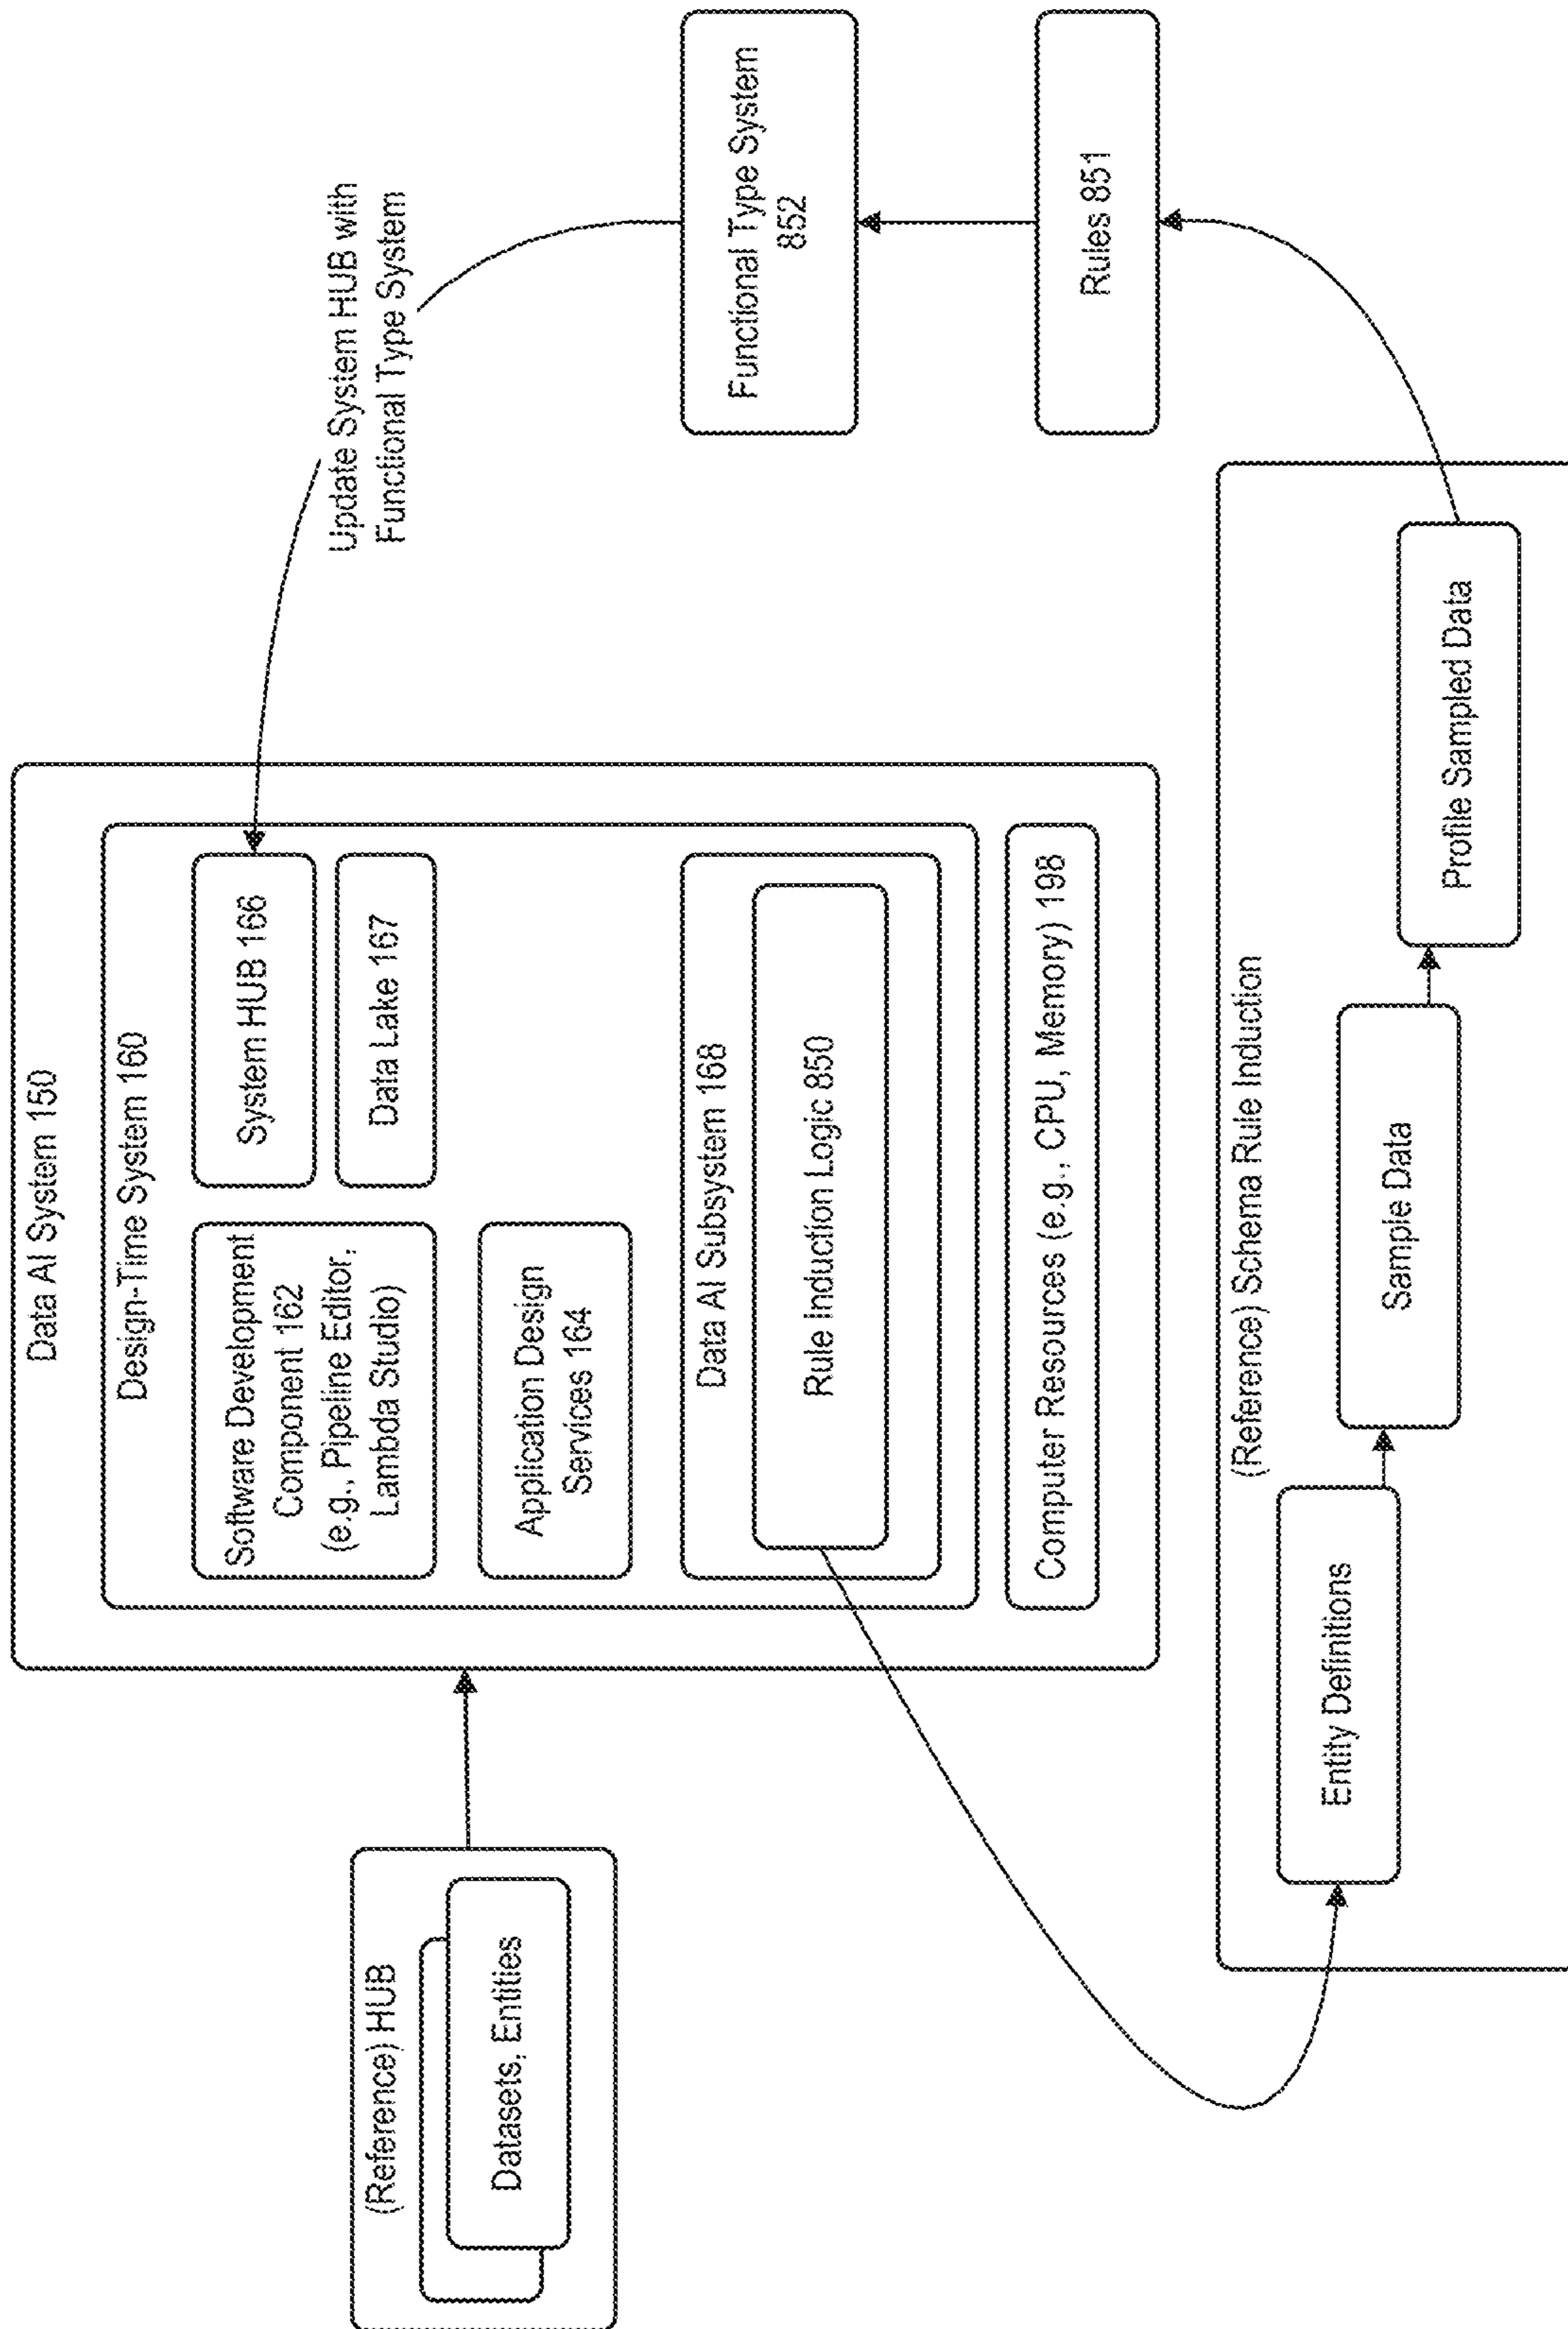 (Reference) HUB
Datasets, Entities
Data AI System 150
Design-Time System 160
Software Development
Component 162
(e.g., Pipeline Editor,
Lambda Studio)
System HUB 166
Data Lake 167
Application Design
Services 164
Data AI Subsystem 168
Rule Induction Logic 850
Computer Resources (e.g., CPU, Memory) 198
Update System HUB with
Functional Type System
Functional Type System
852
Rules 851
(Reference) Schema Rule Induction
Entity Definitions
Sample Data
Profile Sampled Data